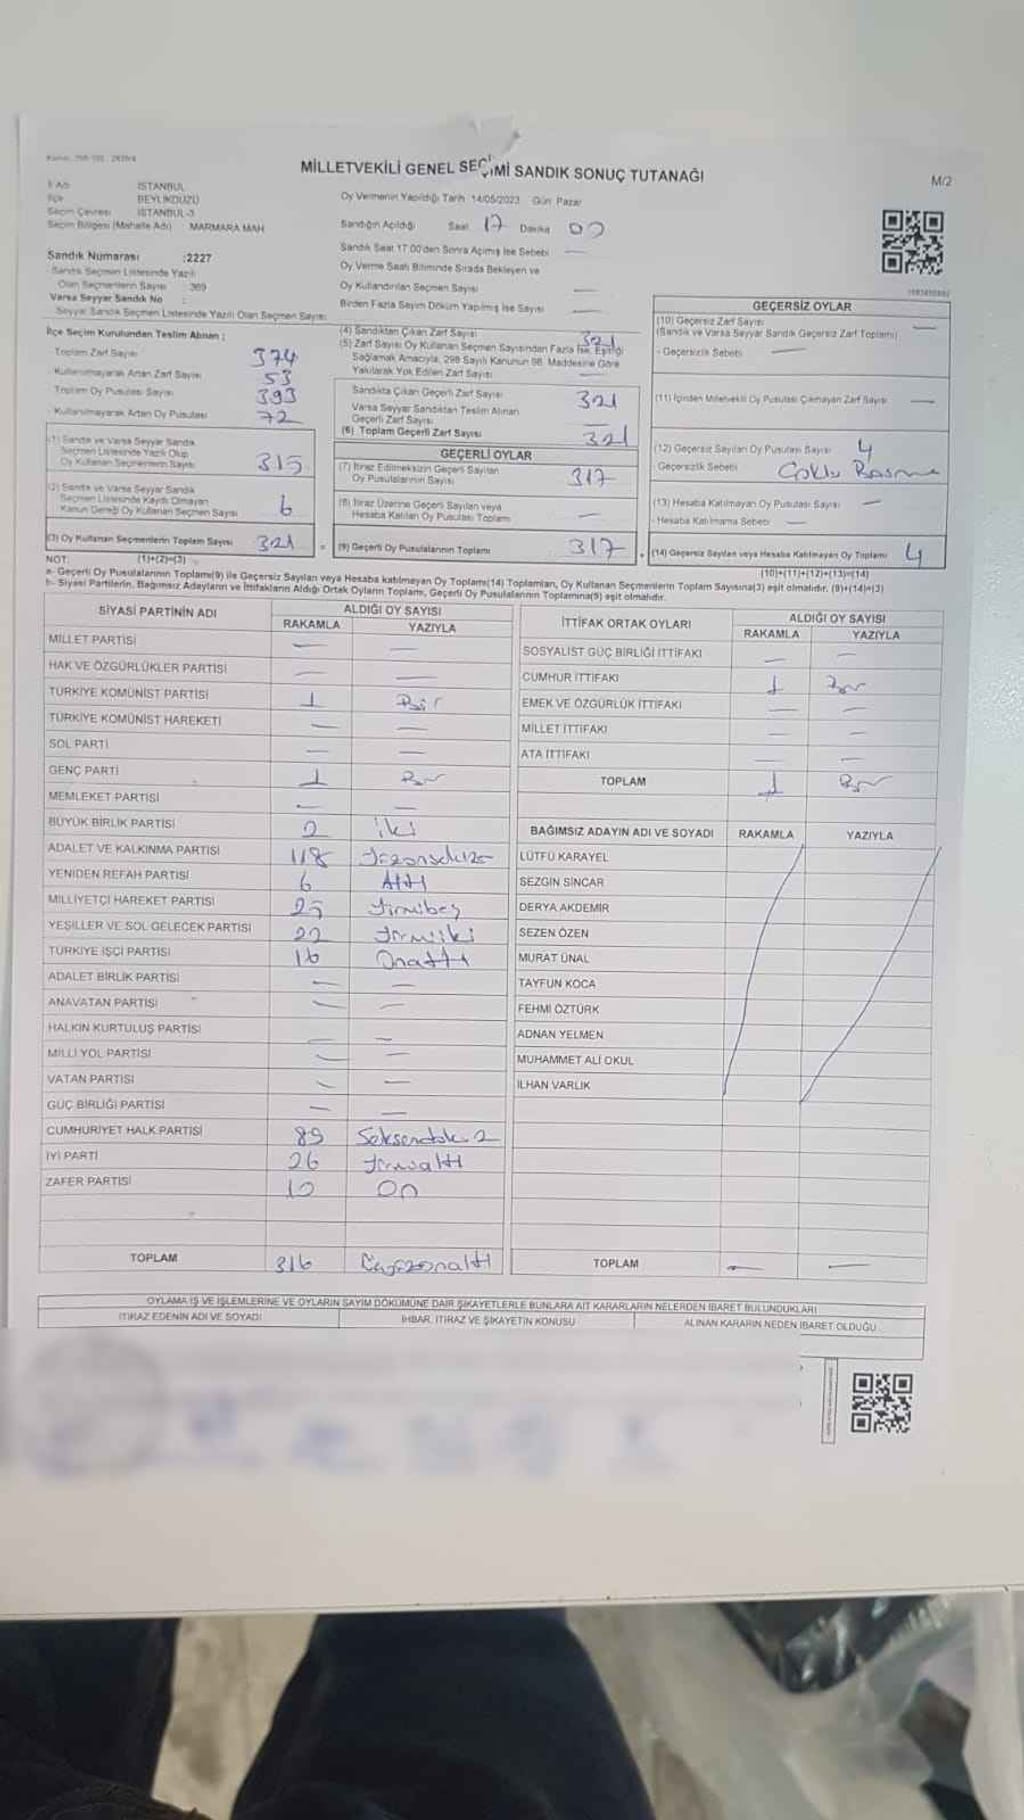 MİLLETVEKİLİ GENEL SEÇİMİ SANDIK SONUÇ TUTANAĞI
M/2
İli Adı İSTANBUL
İlçe BEYLİKDÜZÜ
Seçim Çevresi İSTANBUL-3
Seçim Bölgesi (Mahalle Adı) MARMARA MAH
Sandık Numarası :2227
Sandık Seçmen Listesinde Yazılı
Olan Seçmenlerin Sayısı : 369
Varsa Seyyar Sandık No :
Seyyar Sandık Seçmen Listesinde Yazılı Olan Seçmen Sayısı:
Oy Vermenin Yapıldığı Tarih 14/05/2023 Gün Pazar
Sandığın Açıldığı Saat 17 Dakika 00
Sandık Saat 17.00'den Sonra Açılmış İse Sebebi —
Oy Verme Saati Bitiminde Sırada Bekleyen ve
Oy Kullandırılan Seçmen Sayısı —
Birden Fazla Sayım Döküm Yapılmış İse Sayısı —
İlçe Seçim Kurulundan Teslim Alınan :
Toplam Zarf Sayısı 374
Kullanılmayarak Artan Zarf Sayısı 53
Toplam Oy Pusulası Sayısı 393
Kullanılmayarak Artan Oy Pusulası 72
(1) Sandık ve Varsa Seyyar Sandık
Seçmen Listesinde Yazılı Olup
Oy Kullanan Seçmenlerin Sayısı 315
(2) Sandık ve Varsa Seyyar Sandık
Seçmen Listesinde Kaydı Olmayan
Kanun Gereği Oy Kullanan Seçmen Sayısı 6
(3) Oy Kullanan Seçmenlerin Toplam Sayısı 321
(1)+(2)=(3)
(4) Sandıktan Çıkan Zarf Sayısı 321
(5) Zarf Sayısı Oy Kullanan Seçmen Sayısından Fazla İse, Eşitliği
Sağlamak Amacıyla, 298 Sayılı Kanunun 98. Maddesine Göre
Yakılarak Yok Edilen Zarf Sayısı —
Sandıkta Çıkan Geçerli Zarf Sayısı 321
Varsa Seyyar Sandıktan Teslim Alınan
Geçerli Zarf Sayısı —
(6) Toplam Geçerli Zarf Sayısı 321
GEÇERLİ OYLAR
(7) İtiraz Edilmeksizin Geçerli Sayılan
Oy Pusulalarının Sayısı 317
(8) İtiraz Üzerine Geçerli Sayılan veya
Hesaba Katılan Oy Pusulası Toplamı —
= (9) Geçerli Oy Pusulalarının Toplamı 317
GEÇERSİZ OYLAR
(10) Geçersiz Zarf Sayısı —
(Sandık ve Varsa Seyyar Sandık Geçersiz Zarf Toplamı)
- Geçersizlik Sebebi —
(11) İçinden Milletvekili Oy Pusulası Çıkmayan Zarf Sayısı —
(12) Geçersiz Sayılan Oy Pusulası Sayısı 4
Geçersizlik Sebebi Çoklu Basma
(13) Hesaba Katılmayan Oy Pusulası Sayısı —
- Hesaba Katılmama Sebebi —
+ (14) Geçersiz Sayılan veya Hesaba Katılmayan Oy Toplamı 4
(10)+(11)+(12)+(13)=(14)
NOT:
a- Geçerli Oy Pusulalarının Toplamı(9) ile Geçersiz Sayılan veya Hesaba katılmayan Oy Toplamı(14) Toplamları, Oy Kullanan Seçmenlerin Toplam Sayısına(3) eşit olmalıdır. (9)+(14)=(3)
b- Siyasi Partilerin, Bağımsız Adayların ve İttifakların Aldığı Ortak Oyların Toplamı, Geçerli Oy Pusulalarının Toplamına(9) eşit olmalıdır.
SİYASİ PARTİNİN ADI ALDIĞI OY SAYISI
RAKAMLA YAZIYLA
MİLLET PARTİSİ — —
HAK VE ÖZGÜRLÜKLER PARTİSİ — —
TÜRKİYE KOMÜNİST PARTİSİ 1 Bir
TÜRKİYE KOMÜNİST HAREKETİ — —
SOL PARTİ — —
GENÇ PARTİ 1 Bir
MEMLEKET PARTİSİ — —
BÜYÜK BİRLİK PARTİSİ 2 iki
ADALET VE KALKINMA PARTİSİ 118 Yüzonsekiz
YENİDEN REFAH PARTİSİ 6 Altı
MİLLİYETÇİ HAREKET PARTİSİ 25 Yirmibeş
YEŞİLLER VE SOL GELECEK PARTİSİ 22 Yirmiiki
TÜRKİYE İŞÇİ PARTİSİ 16 Onaltı
ADALET BİRLİK PARTİSİ — —
ANAVATAN PARTİSİ — —
HALKIN KURTULUŞ PARTİSİ — —
MİLLİ YOL PARTİSİ — —
VATAN PARTİSİ — —
GÜÇ BİRLİĞİ PARTİSİ — —
CUMHURİYET HALK PARTİSİ 89
İYİ PARTİ 26 Yirmialtı
ZAFER PARTİSİ 10 On
TOPLAM 316 Üçyüzonaltı
İTTİFAK ORTAK OYLARI ALDIĞI OY SAYISI
RAKAMLA YAZIYLA
SOSYALİST GÜÇ BİRLİĞİ İTTİFAKI — —
CUMHUR İTTİFAKI 1 Bir
EMEK VE ÖZGÜRLÜK İTTİFAKI — —
MİLLET İTTİFAKI — —
ATA İTTİFAKI — —
TOPLAM 1 Bir
BAĞIMSIZ ADAYIN ADI VE SOYADI RAKAMLA YAZIYLA
LÜTFÜ KARAYEL
SEZGİN SİNCAR
DERYA AKDEMİR
SEZEN ÖZEN
MURAT ÜNAL
TAYFUN KOCA
FEHMİ ÖZTÜRK
ADNAN YELMEN
MUHAMMET ALİ OKUL
İLHAN VARLIK
TOPLAM — —
OYLAMA İŞ VE İŞLEMLERİNE VE OYLARIN SAYIM DÖKÜMÜNE DAİR ŞİKAYETLERLE BUNLARA AİT KARARLARIN NELERDEN İBARET BULUNDUKLARI
İTİRAZ EDENİN ADI VE SOYADI İHBAR, İTİRAZ VE ŞİKAYETİN KONUSU ALINAN KARARIN NEDEN İBARET OLDUĞU